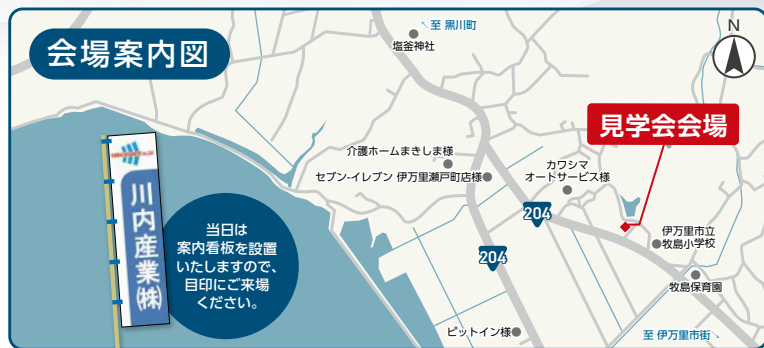 会場案内図
↖至 黒川町
塩釜神社
N
見学会会場
介護ホームまきしま様
セブン-イレブン 伊万里瀬戸町店様
カワシマ
オートサービス様
204
伊万里市立
牧島小学校
204
牧島保育園
ピットイン様
至 伊万里市街↘
川内産業㈱
当日は
案内看板を設置
いたしますので、
目印にご来場
ください。